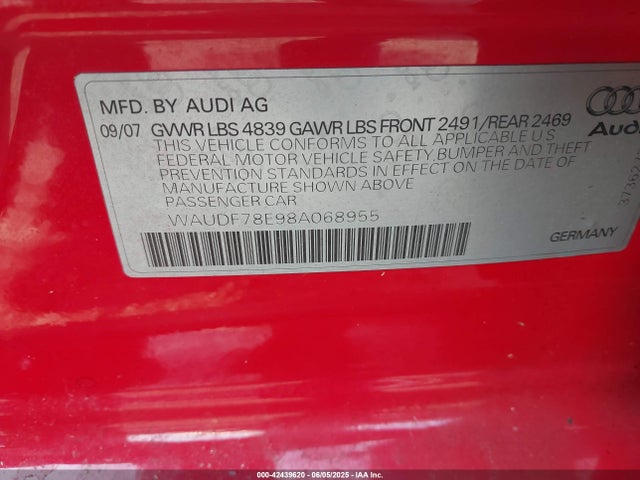 MFD. BY AUDI AG
09/07 GVWR LBS 4839 GAWR LBS FRONT 2491/REAR 2469
THIS VEHICLE CONFORMS TO ALL APPLICABLE U S
FEDERAL MOTOR VEHICLE SAFETY,BUMPER AND THEFT
PREVENTION STANDARDS IN EFFECT ON THE DATE OF
MANUFACTURE SHOWN ABOVE
PASSENGER CAR
WAUDF78E98A068955
Audi
GERMANY
000-42439620 - 06/05/2025 - IAA Inc.